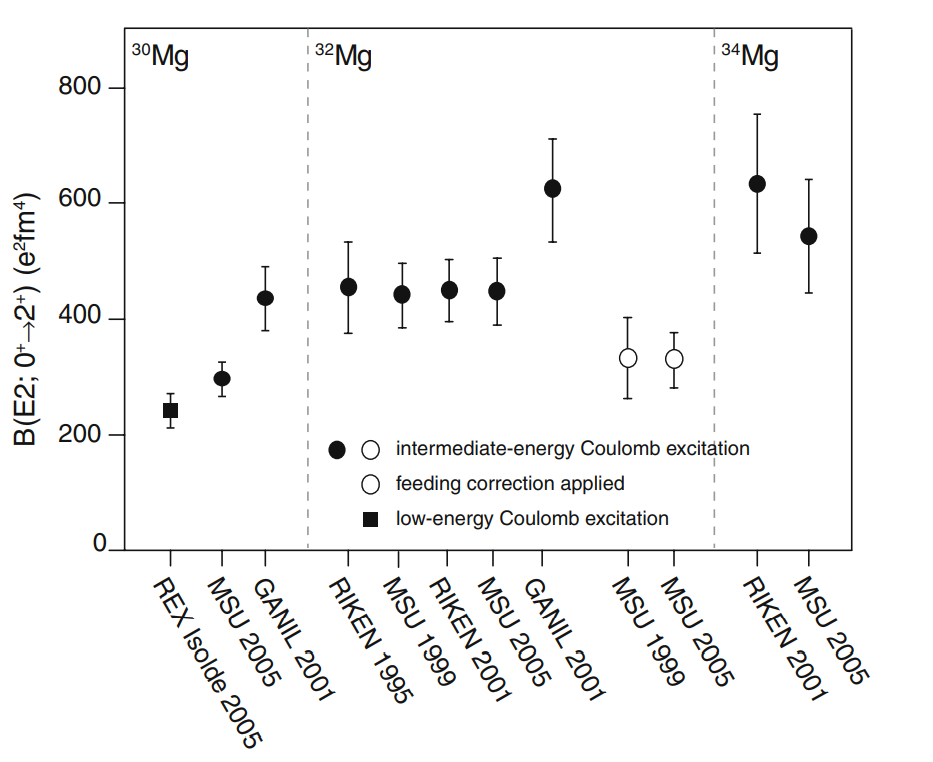 ³⁰Mg
³²Mg
³⁴Mg
B(E2; 0⁺→2⁺) (e²fm⁴)
800
600
400
200
0
intermediate-energy Coulomb excitation
feeding correction applied
low-energy Coulomb excitation
REX Isolde 2005
MSU 2005
GANIL 2001
RIKEN 1995
MSU 1999
RIKEN 2001
MSU 2005
GANIL 2001
MSU 1999
MSU 2005
RIKEN 2001
MSU 2005